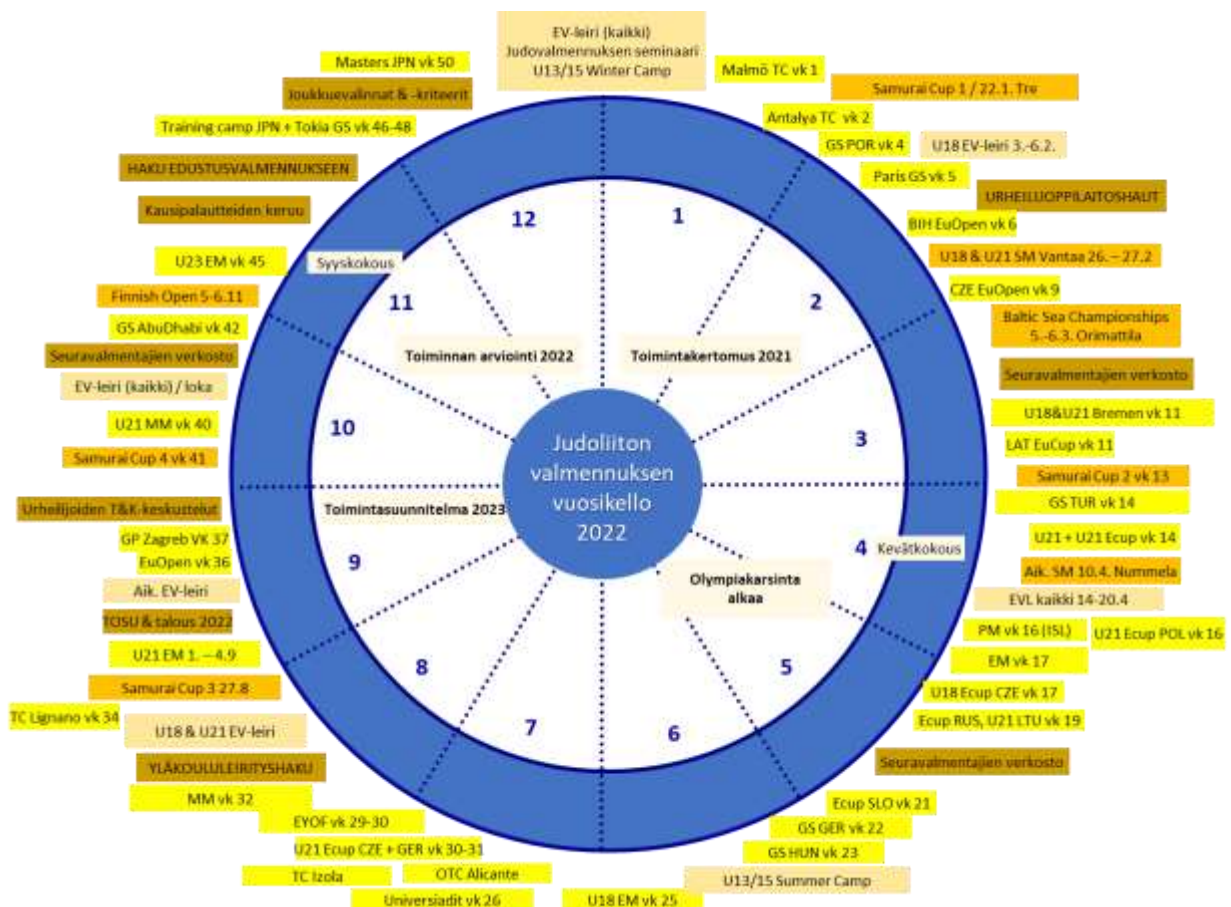 EV-leiri (kaikki)
Judovalmennuksen seminaari
U13/15 Winter Camp
Malmö TC vk 1
Samurai Cup 1 / 22.1. Tre
Antalya TC vk 2
GS POR vk 4
U18 EV-leiri 3.-6.2.
Paris GS vk 5
URHEILUOPPILAITOSHAUT
BIH EuOpen vk 6
U18 & U21 SM Vantaa 26. – 27.2
CZE EuOpen vk 9
Baltic Sea Championships
5.-6.3. Orimattila
Seuravalmentajien verkosto
U18&U21 Bremen vk 11
LAT EuCup vk 11
Samurai Cup 2 vk 13
GS TUR vk 14
U21 + U21 Ecup vk 14
Aik. SM 10.4. Nummela
EVL kaikki 14-20.4
PM vk 16 (ISL)
U21 Ecup POL vk 16
EM vk 17
U18 Ecup CZE vk 17
Ecup RUS, U21 LTU vk 19
Seuravalmentajien verkosto
Ecup SLO vk 21
GS GER vk 22
GS HUN vk 23
U13/15 Summer Camp
U18 EM vk 25
OTC Alicante
Universiadit vk 26
TC Izola
U21 Ecup CZE + GER vk 30-31
EYOF vk 29-30
MM vk 32
YLÄKOULULEIRITYSHAKU
U18 & U21 EV-leiri
TC Lignano vk 34
Samurai Cup 3 27.8
U21 EM 1. – 4.9
TOSU & talous 2022
Aik. EV-leiri
EuOpen vk 36
GP Zagreb VK 37
Urheilijoiden T&K-keskustelut
Samurai Cup 4 vk 41
U21 MM vk 40
EV-leiri (kaikki) / loka
Seuravalmentajien verkosto
GS AbuDhabi vk 42
Finnish Open 5-6.11
U23 EM vk 45
Kausipalautteiden keruu
HAKU EDUSTUSVALMENNUKSEEN
Training camp JPN + Tokia GS vk 46-48
Joukkuevalinnat & -kriteerit
Masters JPN vk 50
12
1
2
3
4
5
6
7
8
9
10
11
Syyskokous
Kevätkokous
Toiminnan arviointi 2022
Toimintakertomus 2021
Toimintasuunnitelma 2023
Olympiakarsinta
alkaa
Judoliiton
valmennuksen
vuosikello
2022